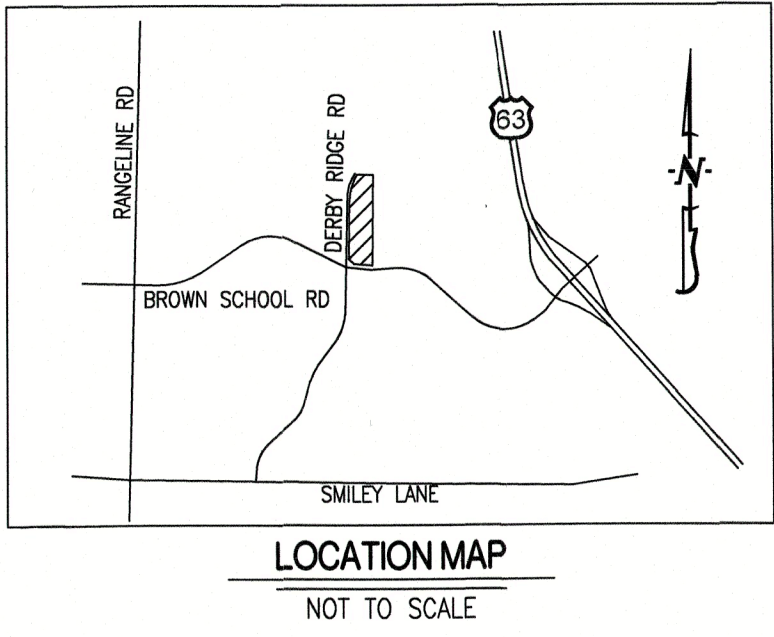 RANGELINE RD
DERBY RIDGE RD
63
N
BROWN SCHOOL RD
SMILEY LANE
LOCATION MAP
NOT TO SCALE